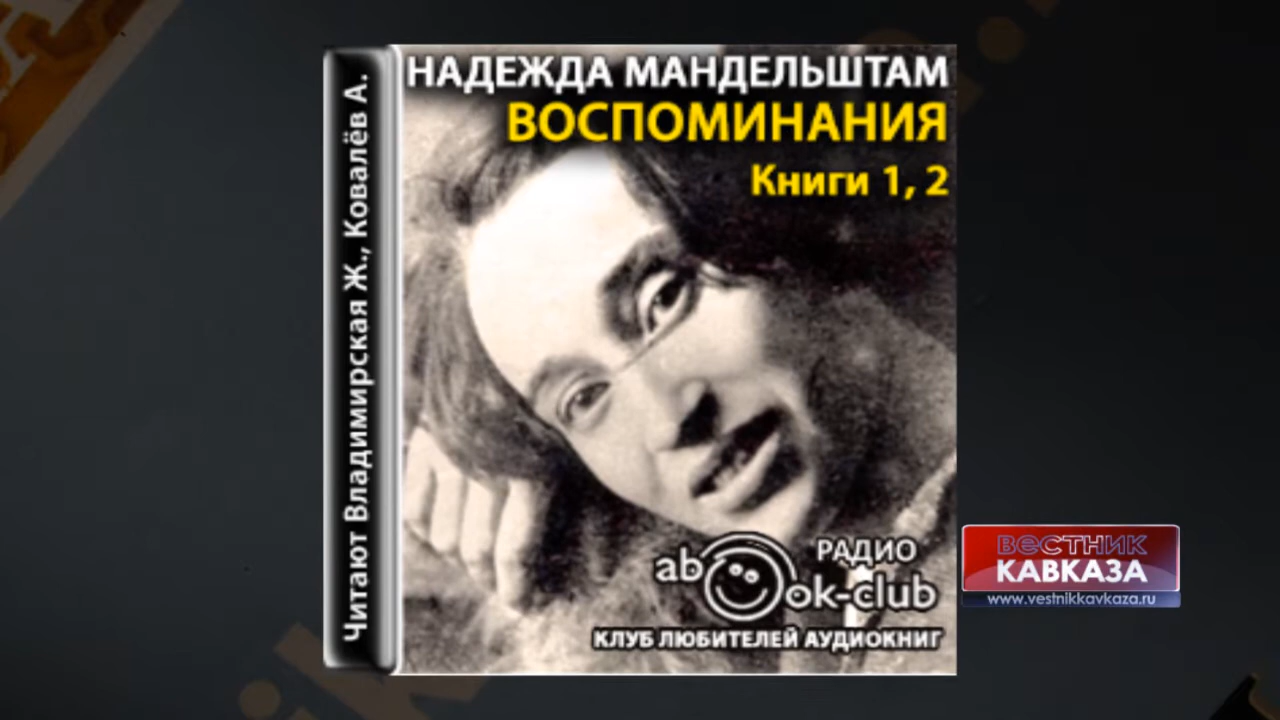 НАДЕЖДА МАНДЕЛЬШТАМ
ВОСПОМИНАНИЯ
Книги 1, 2
Читают Владимирская Ж., Ковалёв А.
РАДИО
abook-club
КЛУБ ЛЮБИТЕЛЕЙ АУДИОКНИГ
ВЕСТНИК
КАВКАЗА
www.vestnikkavkaza.ru